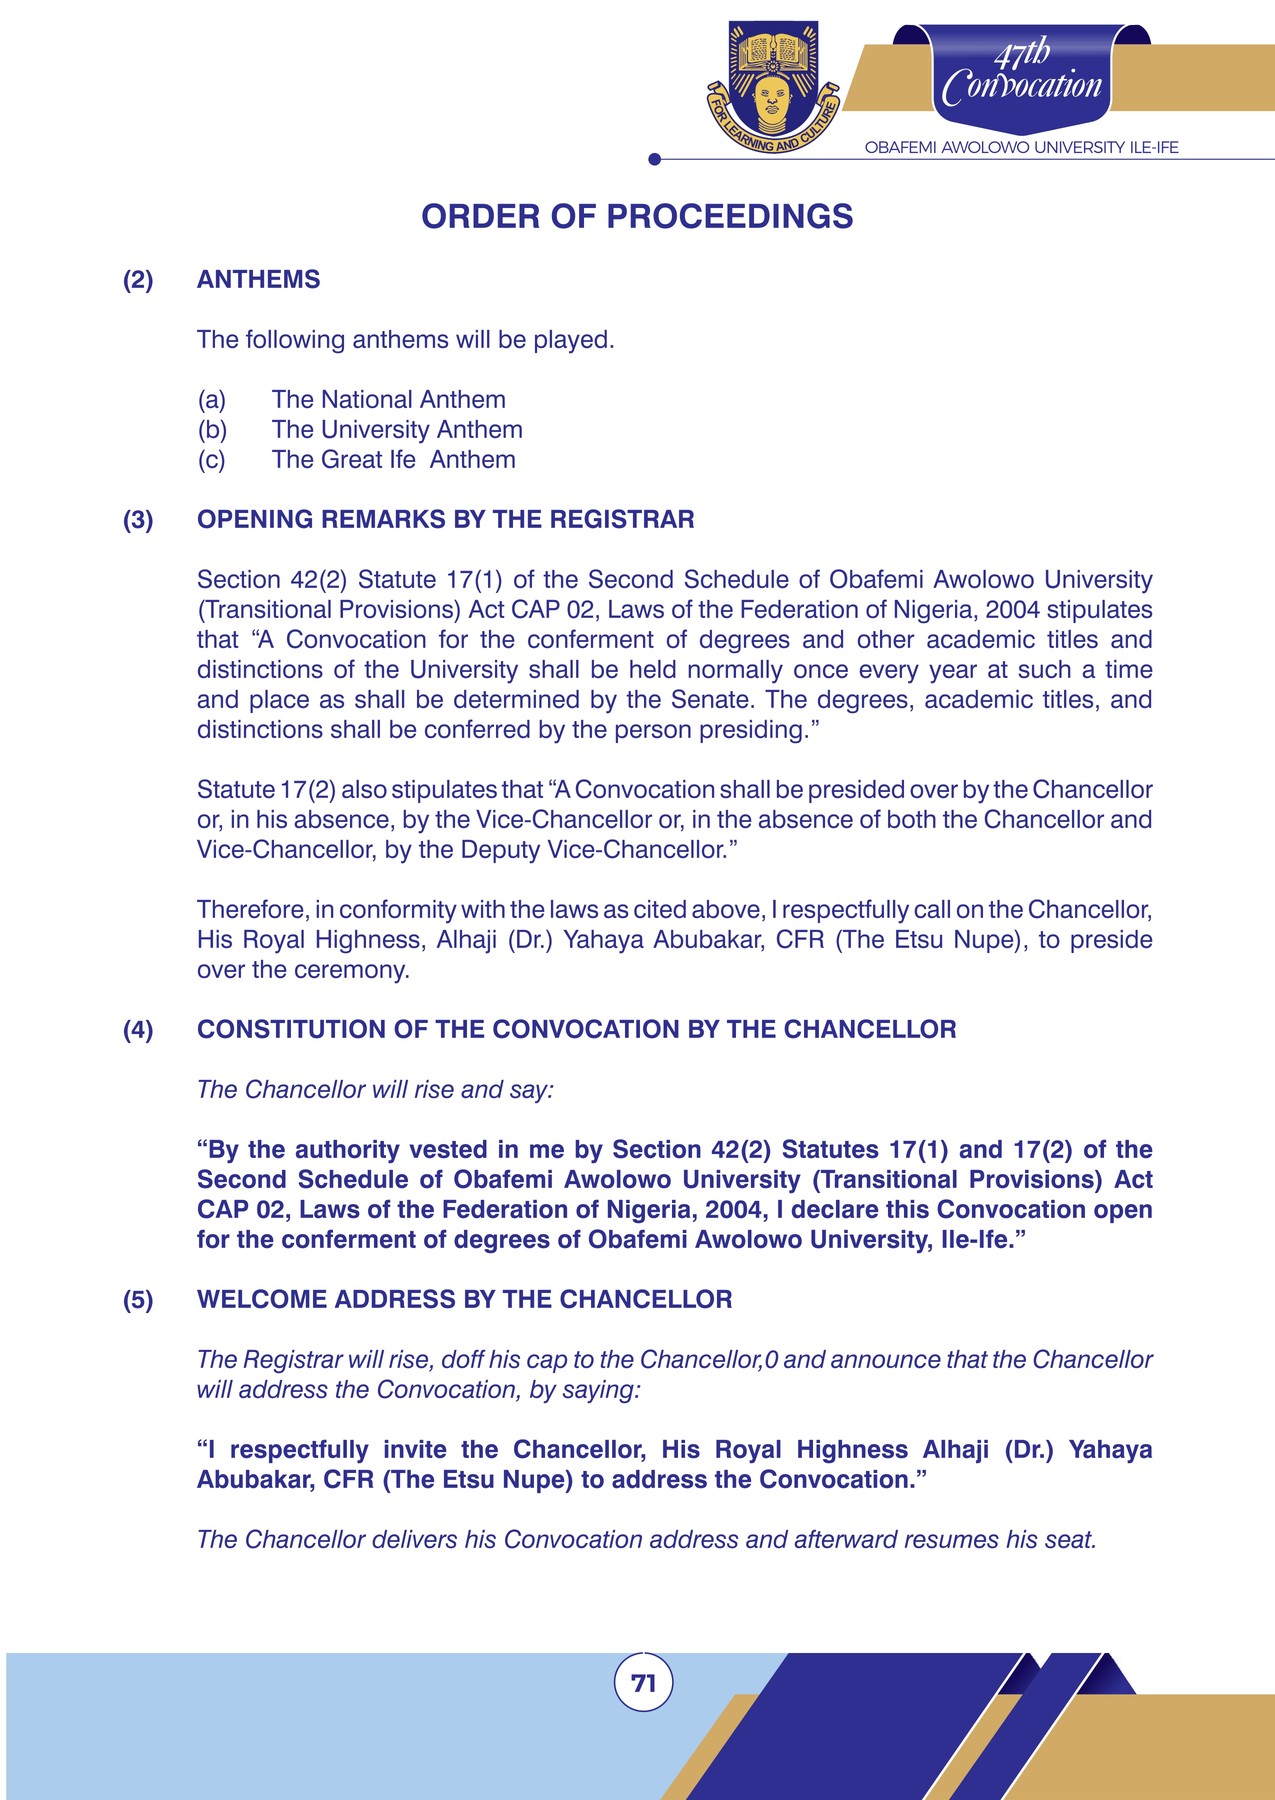 FOR LEARNING AND CULTURE
47th
Convocation
OBAFEMI AWOLOWO UNIVERSITY ILE-IFE
ORDER OF PROCEEDINGS
(2) ANTHEMS
The following anthems will be played.
(a) The National Anthem
(b) The University Anthem
(c) The Great Ife Anthem
(3) OPENING REMARKS BY THE REGISTRAR
Section 42(2) Statute 17(1) of the Second Schedule of Obafemi Awolowo University
(Transitional Provisions) Act CAP 02, Laws of the Federation of Nigeria, 2004 stipulates
that “A Convocation for the conferment of degrees and other academic titles and
distinctions of the University shall be held normally once every year at such a time
and place as shall be determined by the Senate. The degrees, academic titles, and
distinctions shall be conferred by the person presiding.”
Statute 17(2) also stipulates that “A Convocation shall be presided over by the Chancellor
or, in his absence, by the Vice-Chancellor or, in the absence of both the Chancellor and
Vice-Chancellor, by the Deputy Vice-Chancellor.”
Therefore, in conformity with the laws as cited above, I respectfully call on the Chancellor,
His Royal Highness, Alhaji (Dr.) Yahaya Abubakar, CFR (The Etsu Nupe), to preside
over the ceremony.
(4) CONSTITUTION OF THE CONVOCATION BY THE CHANCELLOR
The Chancellor will rise and say:
“By the authority vested in me by Section 42(2) Statutes 17(1) and 17(2) of the
Second Schedule of Obafemi Awolowo University (Transitional Provisions) Act
CAP 02, Laws of the Federation of Nigeria, 2004, I declare this Convocation open
for the conferment of degrees of Obafemi Awolowo University, Ile-Ife.”
(5) WELCOME ADDRESS BY THE CHANCELLOR
The Registrar will rise, doff his cap to the Chancellor,0 and announce that the Chancellor
will address the Convocation, by saying:
“I respectfully invite the Chancellor, His Royal Highness Alhaji (Dr.) Yahaya
Abubakar, CFR (The Etsu Nupe) to address the Convocation.”
The Chancellor delivers his Convocation address and afterward resumes his seat.
71